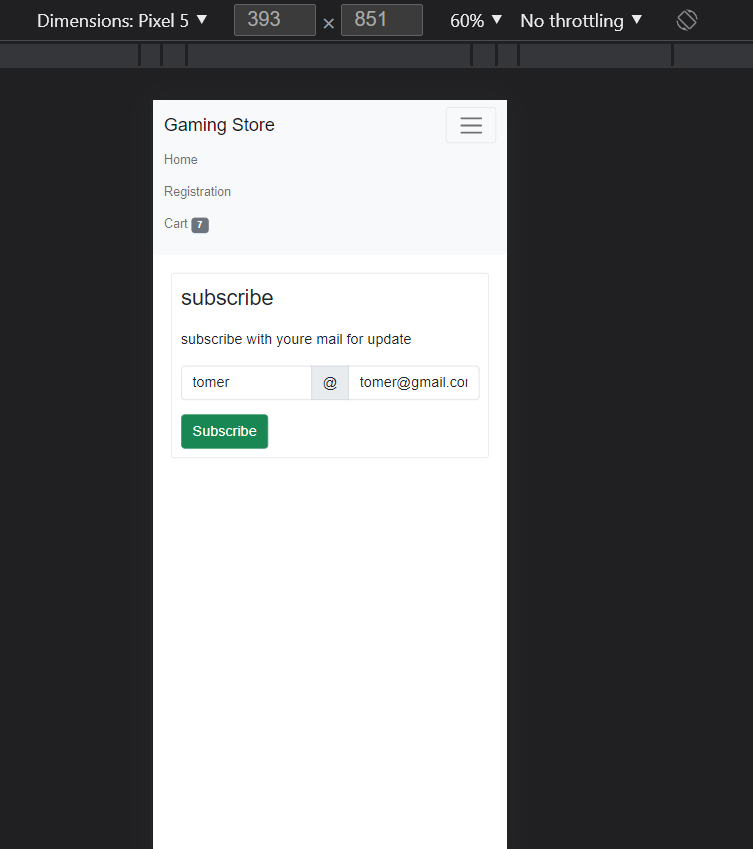 Dimensions: Pixel 5 ▼ 393 × 851 60% ▼ No throttling ▼
Gaming Store
Home
Registration
Cart 7
subscribe
subscribe with youre mail for update
tomer @ tomer@gmail.com
Subscribe